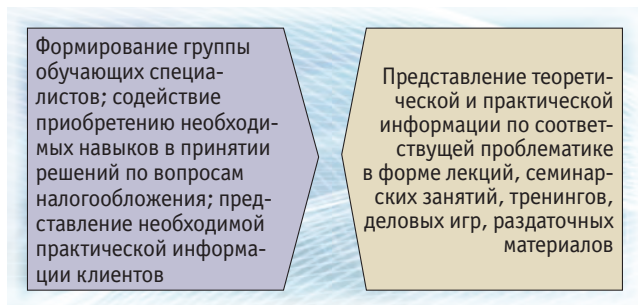 Формирование группы
обучающих специа-
листов; содействие
приобретению необходи-
мых навыков в принятии
решений по вопросам
налогообложения; пред-
ставление необходимой
практической информа-
ции клиентов
Представление теорети-
ческой и практической
информации по соответ-
ствущей проблематике
в форме лекций, семинар-
ских занятий, тренингов,
деловых игр, раздаточных
материалов